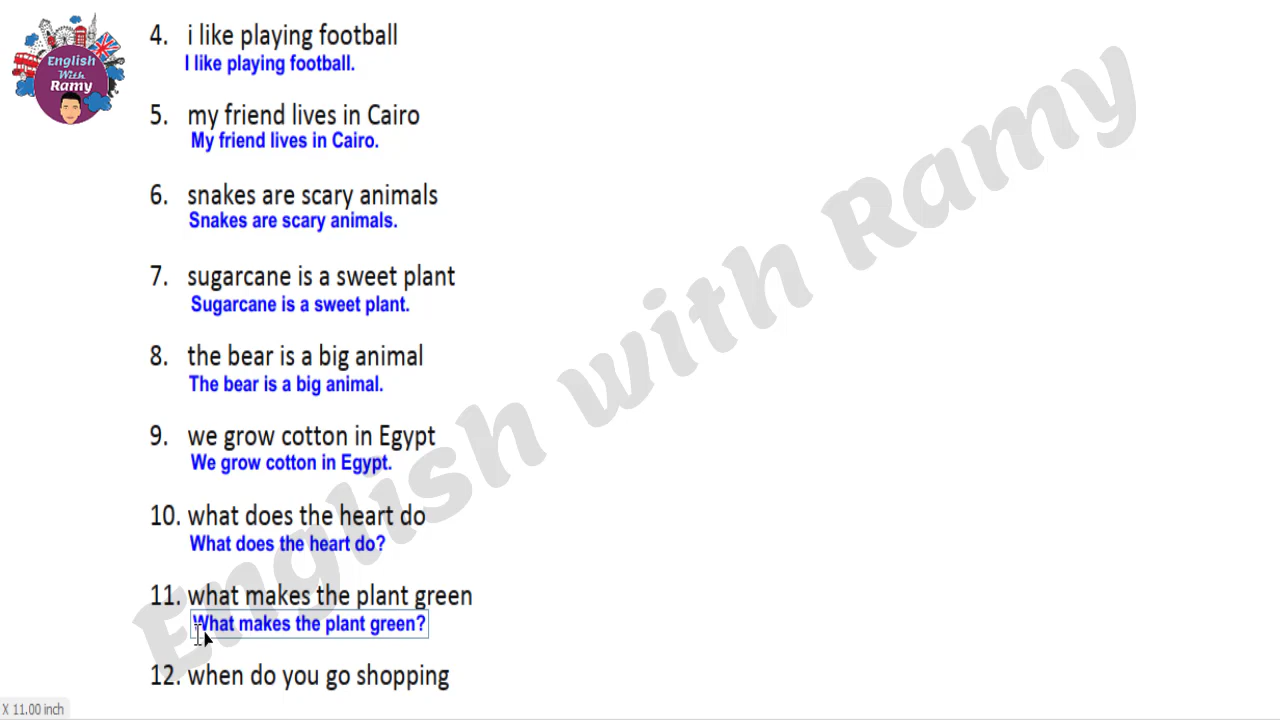 English
With
Ramy
4. i like playing football
I like playing football.
5. my friend lives in Cairo
My friend lives in Cairo.
6. snakes are scary animals
Snakes are scary animals.
7. sugarcane is a sweet plant
Sugarcane is a sweet plant.
8. the bear is a big animal
The bear is a big animal.
9. we grow cotton in Egypt
We grow cotton in Egypt.
10. what does the heart do
What does the heart do?
11. what makes the plant green
What makes the plant green?
12. when do you go shopping
English with Ramy
X 11.00 inch